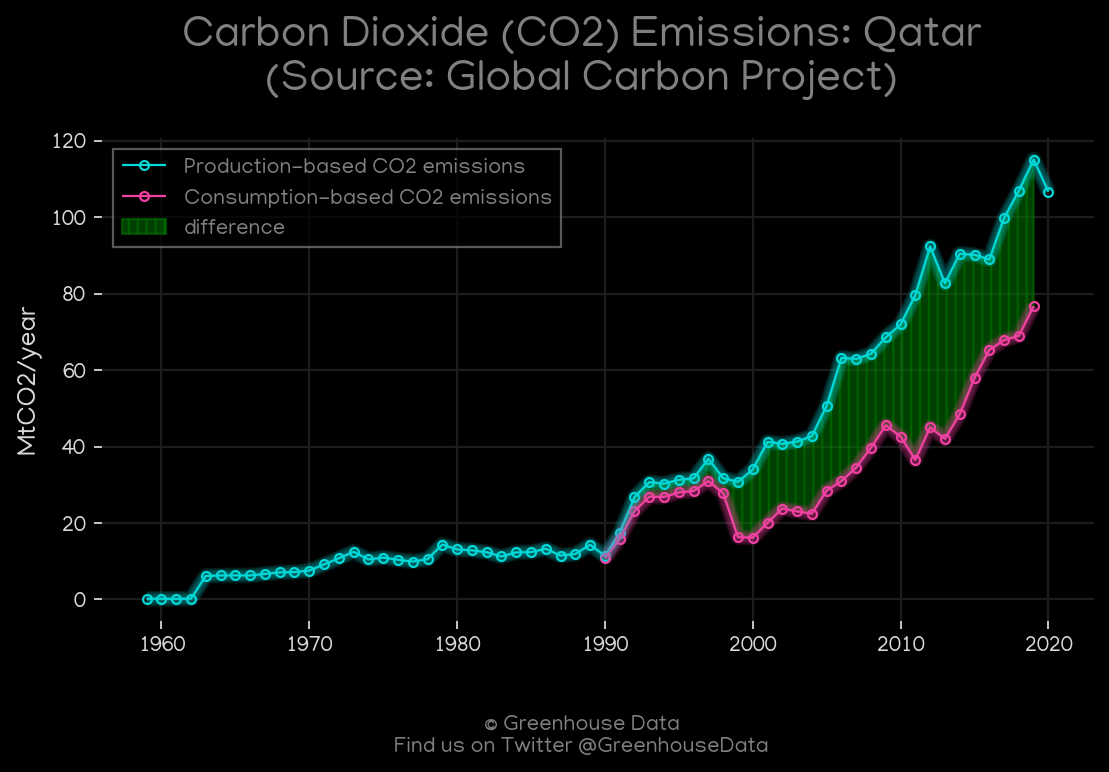 Carbon Dioxide (CO2) Emissions: Qatar
(Source: Global Carbon Project)
120
100
80
60
40
20
0
MtCO2/year
Production-based CO2 emissions
Consumption-based CO2 emissions
difference
1960
1970
1980
1990
2000
2010
2020
© Greenhouse Data
Find us on Twitter @GreenhouseData